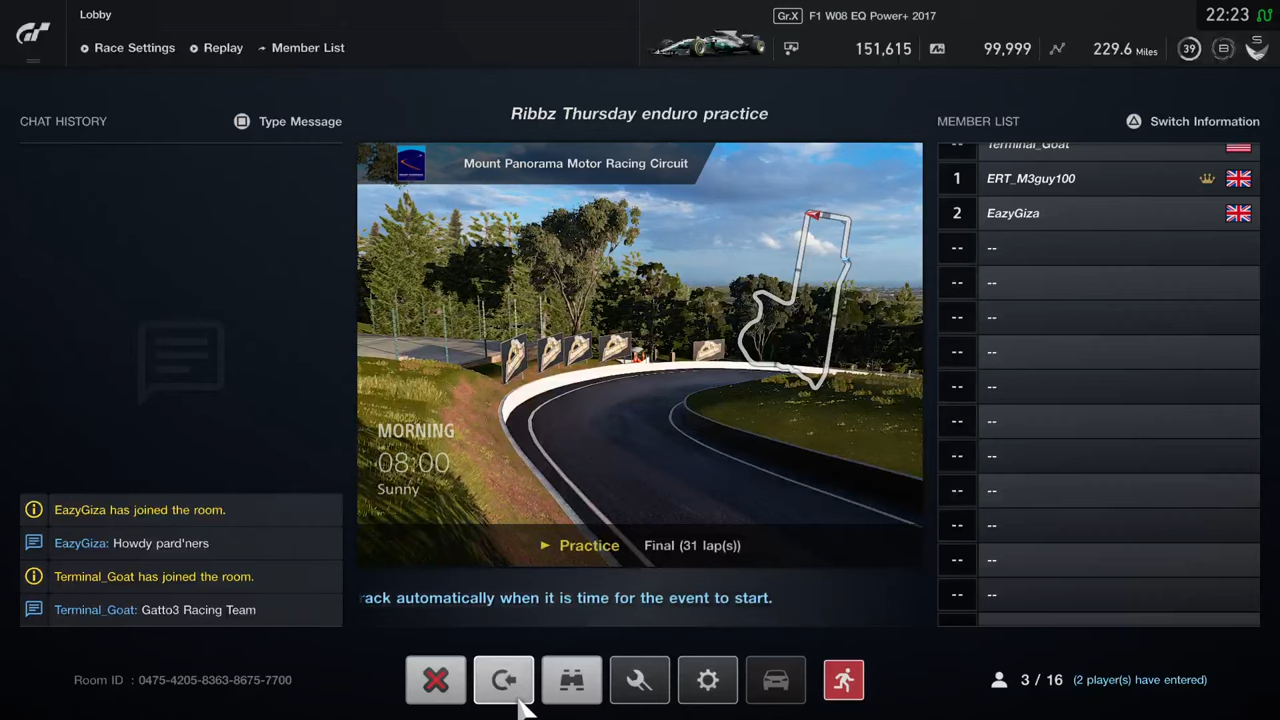 Lobby
Race Settings
Replay
Member List
Gr.X
F1 W08 EQ Power+ 2017
22:23
151,615
99,999
229.6 Miles
39
B
S
CHAT HISTORY
Type Message
Ribbz Thursday enduro practice
MEMBER LIST
Switch Information
Mount Panorama Motor Racing Circuit
-- Terminal_Goat
1 ERT_M3guy100
2 EazyGiza
-- --
-- --
-- --
-- --
-- --
-- --
-- --
-- --
-- --
-- --
-- --
MORNING
08:00
Sunny
Practice
Final (31 lap(s))
EazyGiza has joined the room.
EazyGiza: Howdy pard'ners
Terminal_Goat has joined the room.
Terminal_Goat: Gatto3 Racing Team
rack automatically when it is time for the event to start.
Room ID : 0475-4205-8363-8675-7700
3 / 16
(2 player(s) have entered)